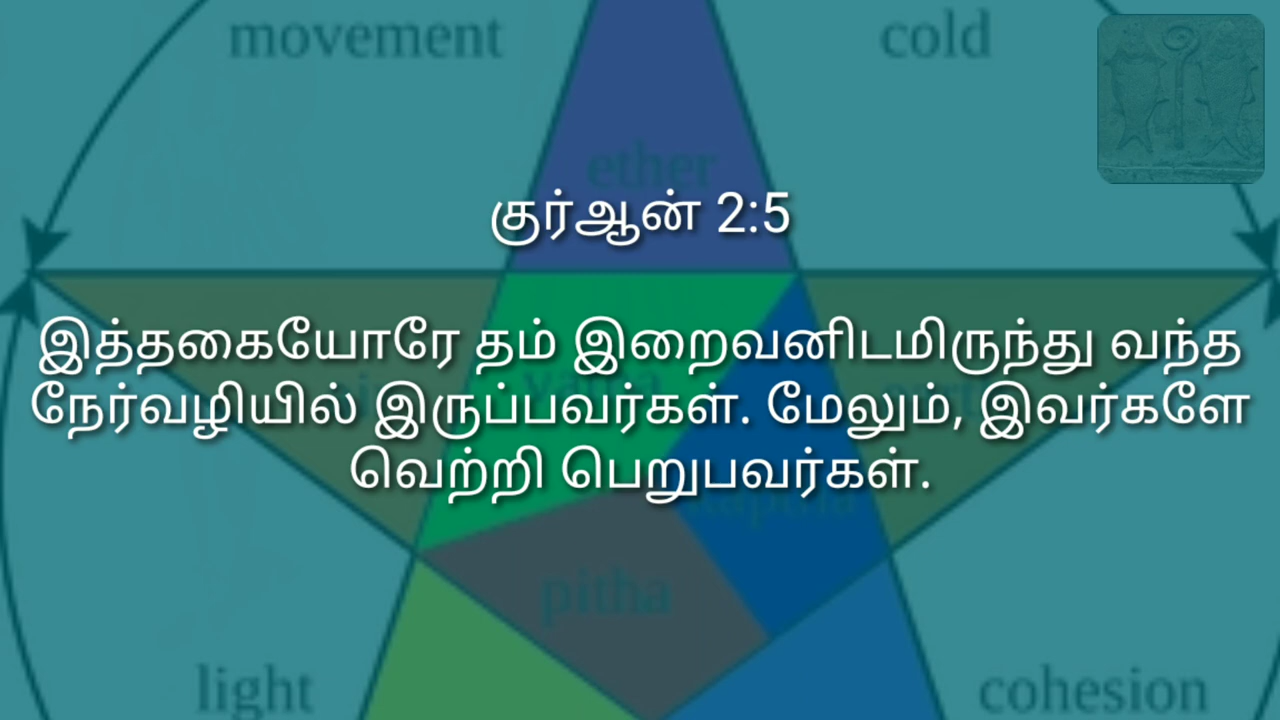 movement
cold
ether
குர்ஆன் 2:5
இத்தகையோரே தம் இறைவனிடமிருந்து வந்த
நேர்வழியில் இருப்பவர்கள். மேலும், இவர்களே
வெற்றி பெறுபவர்கள்.
pitha
light
cohesion